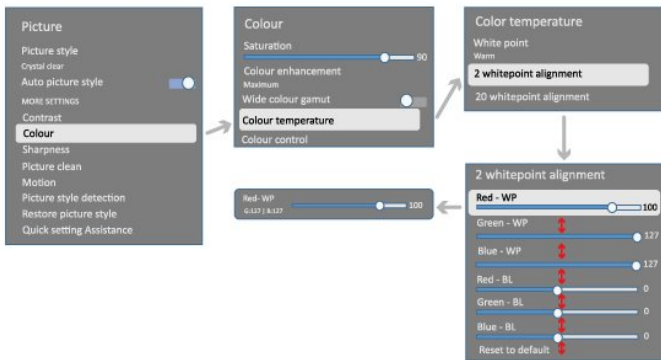 Picture
Picture style
Crystal clear
Auto picture style
MORE SETTINGS
Contrast
Colour
Sharpness
Picture clean
Motion
Picture style detection
Restore picture style
Quick setting Assistance
Colour
Saturation
90
Colour enhancement
Maximum
Wide colour gamut
Colour temperature
Colour control
Color temperature
White point
Warm
2 whitepoint alignment
20 whitepoint alignment
2 whitepoint alignment
Red - WP
100
Green - WP
127
Blue - WP
127
Red - BL
0
Green - BL
0
Blue - BL
0
Reset to default
Red- WP
G:127 | B:127
100